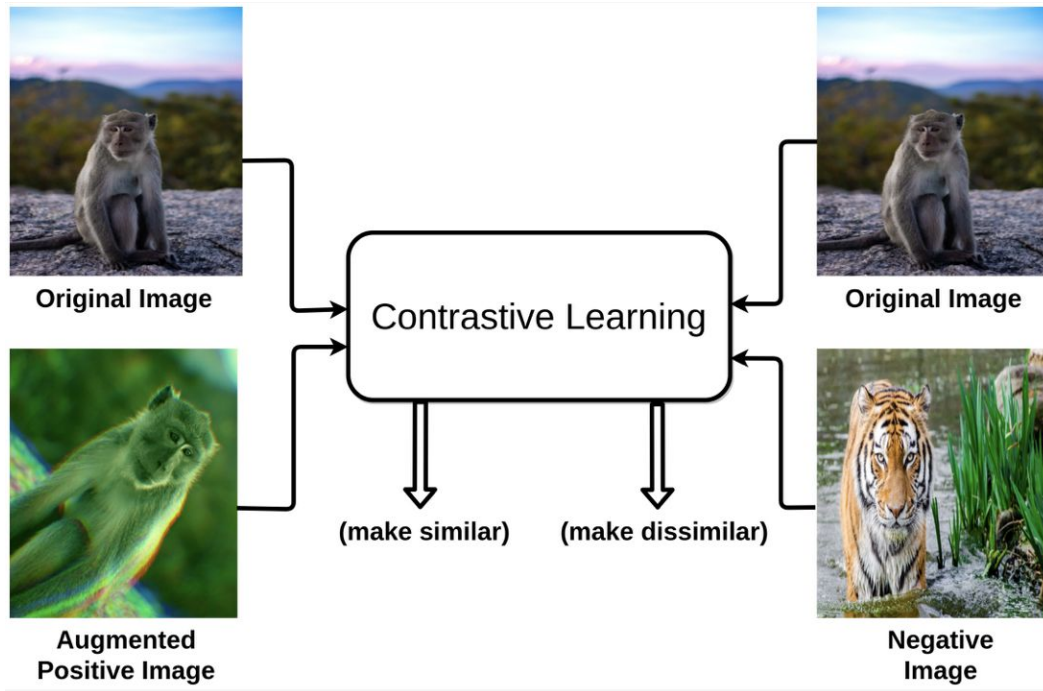 Original Image
Original Image
Contrastive Learning
(make similar)
(make dissimilar)
Augmented
Positive Image
Negative
Image